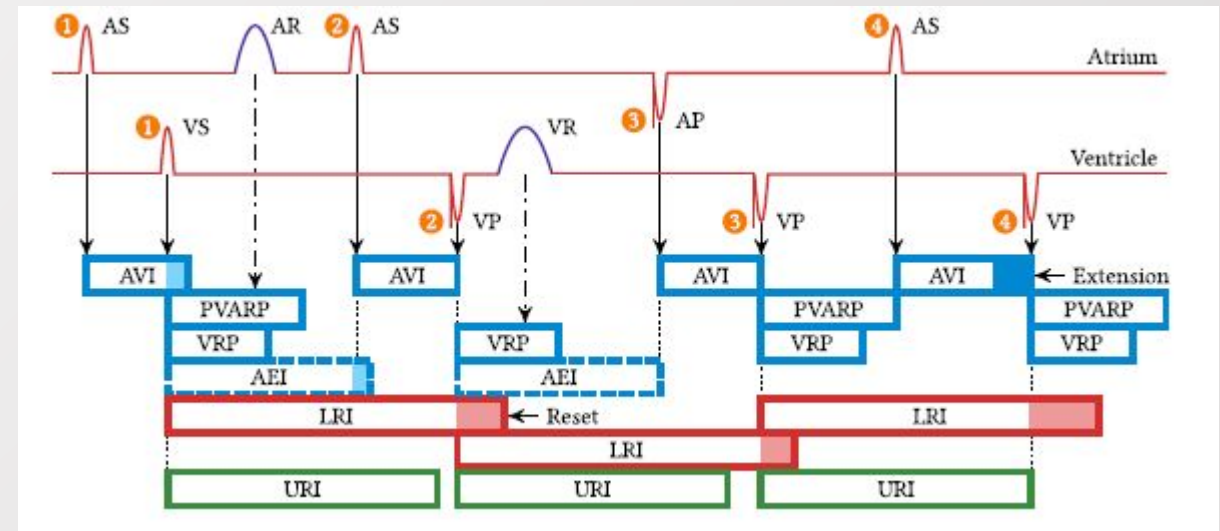 1 AS AR 2 AS 4 AS
Atrium
1 VS VR 3 AP
Ventricle
2 VP 3 VP 4 VP
AVI AVI AVI AVI Extension
PVARP PVARP PVARP
VRP VRP VRP VRP
AEI AEI
LRI Reset LRI
LRI
URI URI URI